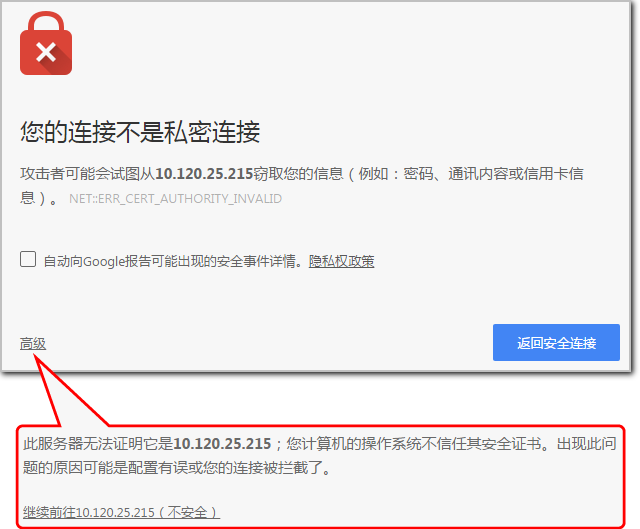 您的连接不是私密连接
攻击者可能会试图从10.120.25.215窃取您的信息（例如：密码、通讯内容或信用卡信
息）。 NET::ERR_CERT_AUTHORITY_INVALID
自动向Google报告可能出现的安全事件详情。隐私权政策
高级
返回安全连接
此服务器无法证明它是10.120.25.215；您计算机的操作系统不信任其安全证书。出现此问
题的原因可能是配置有误或您的连接被拦截了。
继续前往10.120.25.215（不安全）